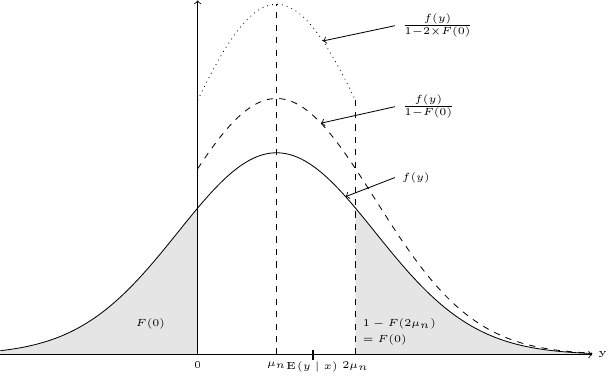 f(y)
1−2×F(0)
f(y)
1−F(0)
f(y)
F(0)
1 − F(2μn)
= F(0)
y
0
μn E(y | x) 2μn